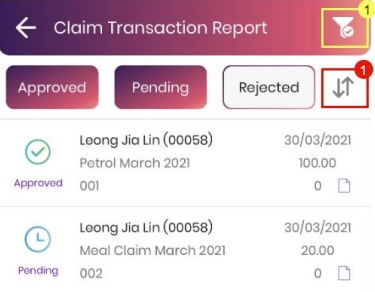 1
Claim Transaction Report
Approved Pending Rejected
1
Leong Jia Lin (00058) 30/03/2021
Petrol March 2021 100.00
Approved 001 0
Leong Jia Lin (00058) 30/03/2021
Meal Claim March 2021 20.00
Pending 002 0